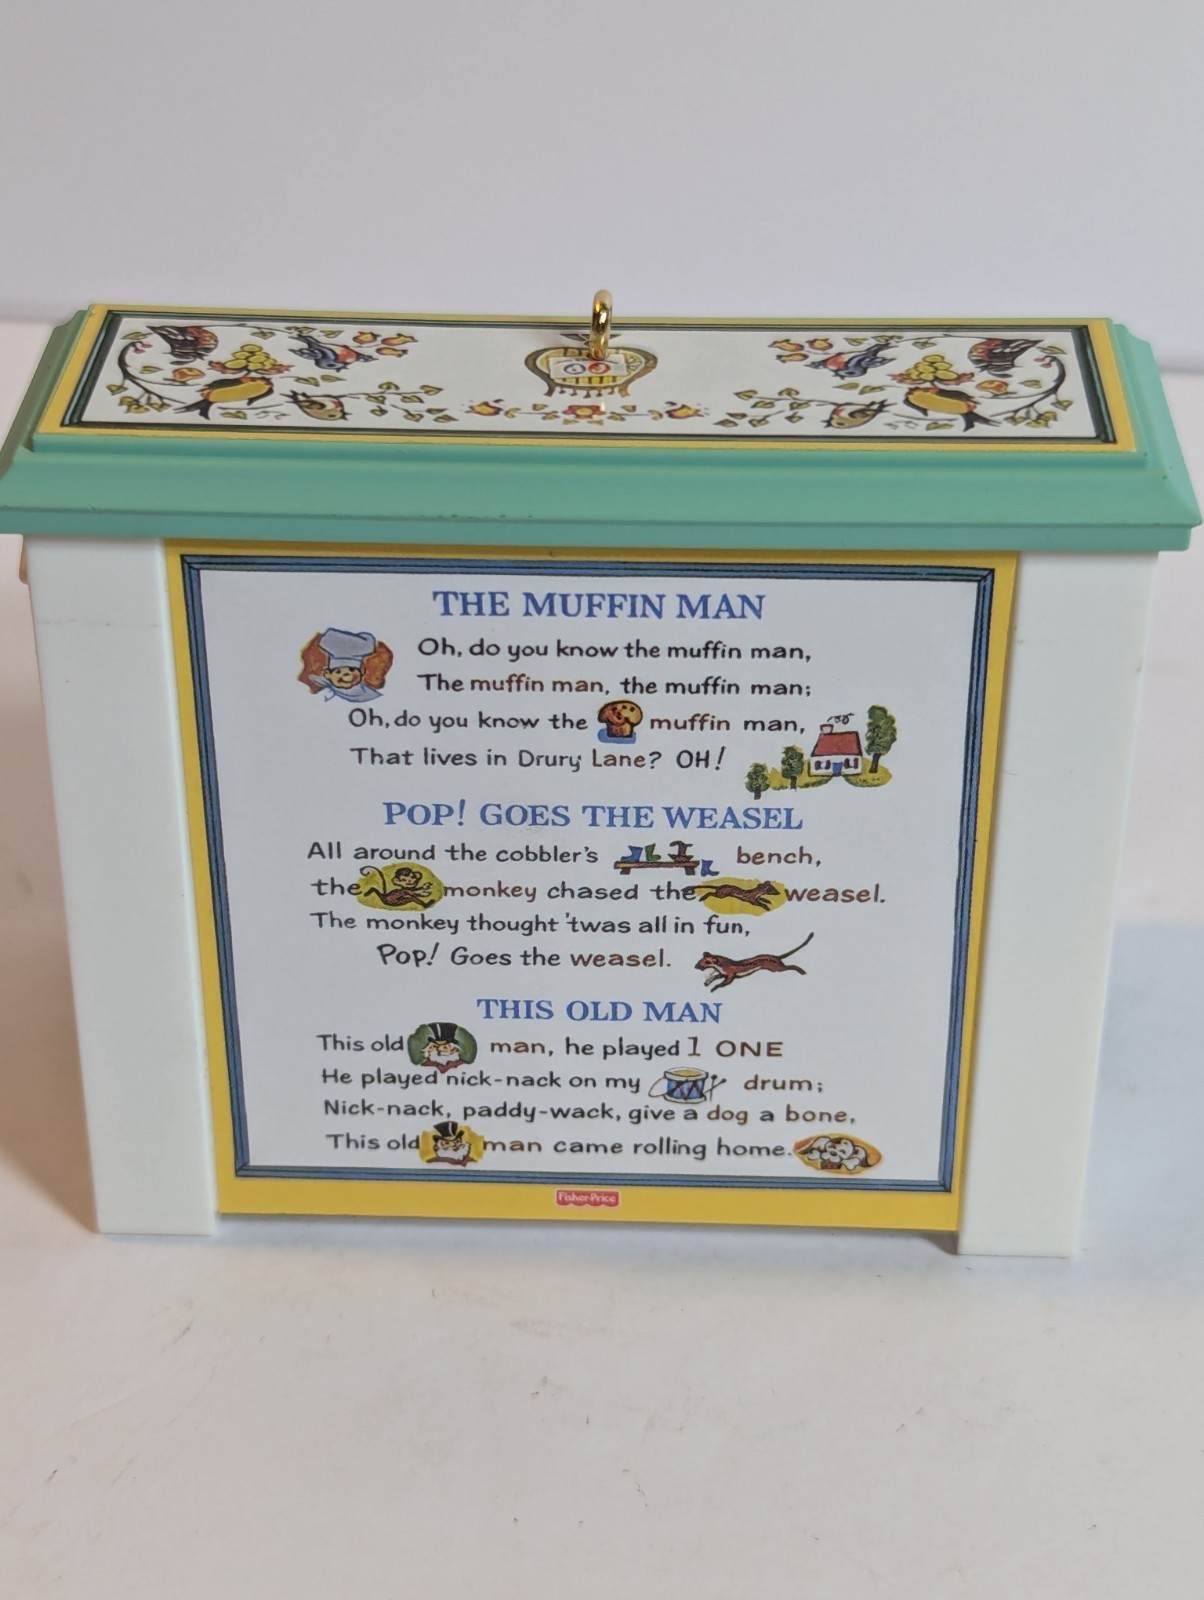 THE MUFFIN MAN
Oh, do you know the muffin man,
The muffin man, the muffin man;
Oh, do you know the muffin man,
That lives in Drury Lane? OH!
POP! GOES THE WEASEL
All around the cobbler's bench,
the monkey chased the weasel.
The monkey thought 'twas all in fun,
Pop! Goes the weasel.
THIS OLD MAN
This old man, he played 1 ONE
He played nick-nack on my drum;
Nick-nack, paddy-wack, give a dog a bone,
This old man came rolling home.
Fisher-Price